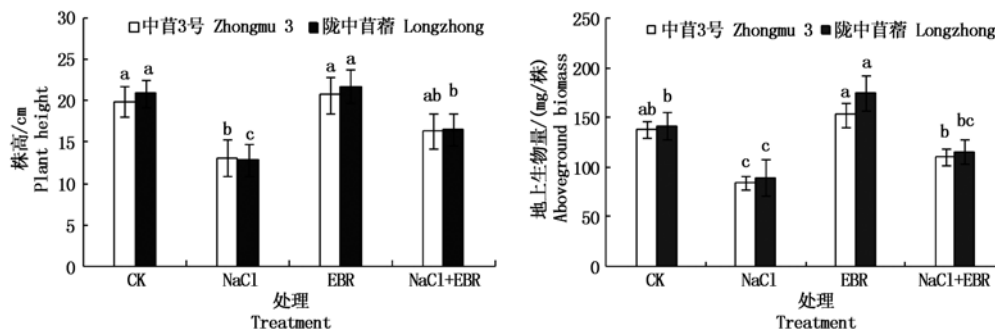 中苜3号 Zhongmu 3 陇中苜蓿 Longzhong
株高/cm
Plant height
30
25
20
15
10
5
0
a a
b c
a a
ab b
CK NaCl EBR NaCl+EBR
处理
Treatment
中苜3号 Zhongmu 3 陇中苜蓿 Longzhong
地上生物量/(mg/株)
Aboveground biomass
250
200
150
100
50
0
ab b
c c
a a
b bc
CK NaCl EBR NaCl+EBR
处理
Treatment